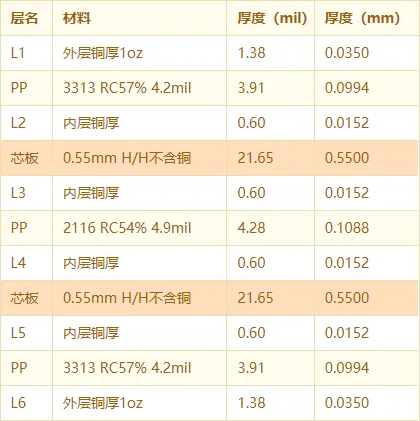 层名 材料 厚度（mil） 厚度（mm）
L1 外层铜厚1oz 1.38 0.0350
PP 3313 RC57% 4.2mil 3.91 0.0994
L2 内层铜厚 0.60 0.0152
芯板 0.55mm H/H不含铜 21.65 0.5500
L3 内层铜厚 0.60 0.0152
PP 2116 RC54% 4.9mil 4.28 0.1088
L4 内层铜厚 0.60 0.0152
芯板 0.55mm H/H不含铜 21.65 0.5500
L5 内层铜厚 0.60 0.0152
PP 3313 RC57% 4.2mil 3.91 0.0994
L6 外层铜厚1oz 1.38 0.0350